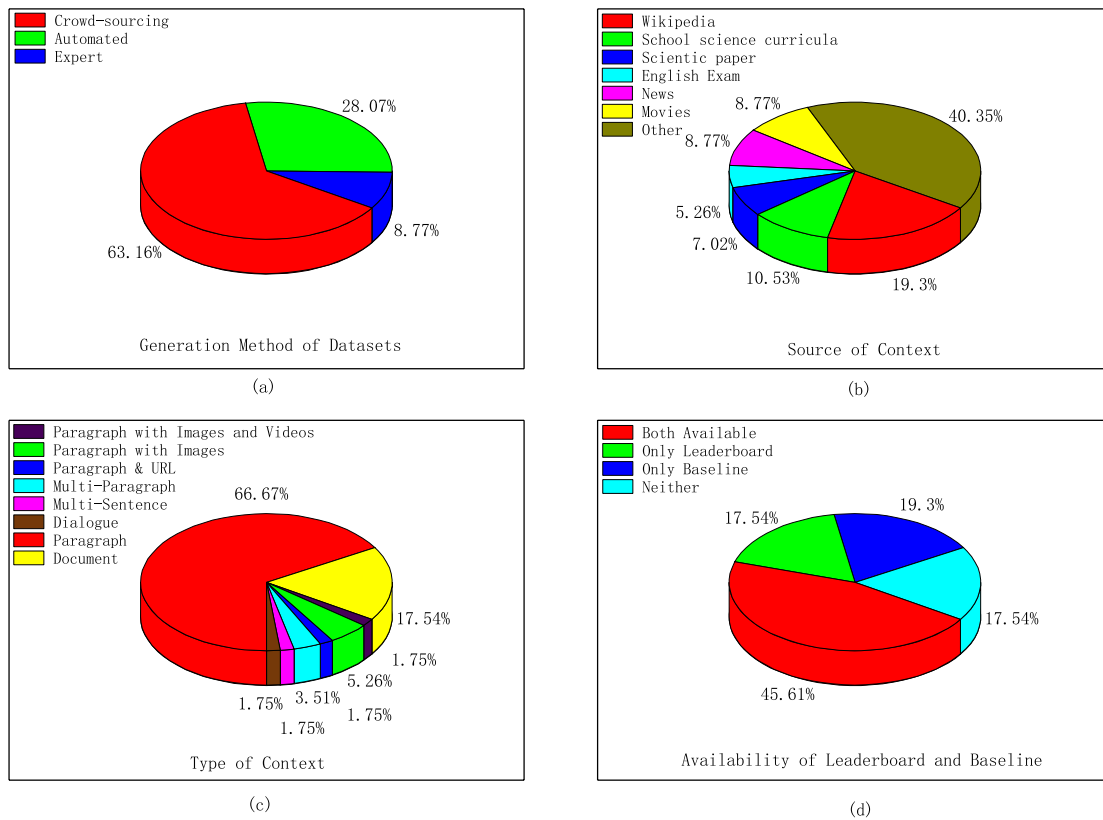 Crowd-sourcing
Automated
Expert
28.07%
8.77%
63.16%
Generation Method of Datasets
(a)
Wikipedia
School science curricula
Scientic paper
English Exam
News
Movies
Other
8.77%
40.35%
8.77%
5.26%
7.02%
10.53%
19.3%
Source of Context
(b)
Paragraph with Images and Videos
Paragraph with Images
Paragraph & URL
Multi-Paragraph
Multi-Sentence
Dialogue
Paragraph
Document
66.67%
17.54%
1.75%
5.26%
1.75%
3.51%
1.75%
1.75%
Type of Context
(c)
Both Available
Only Leaderboard
Only Baseline
Neither
17.54%
19.3%
17.54%
45.61%
Availability of Leaderboard and Baseline
(d)